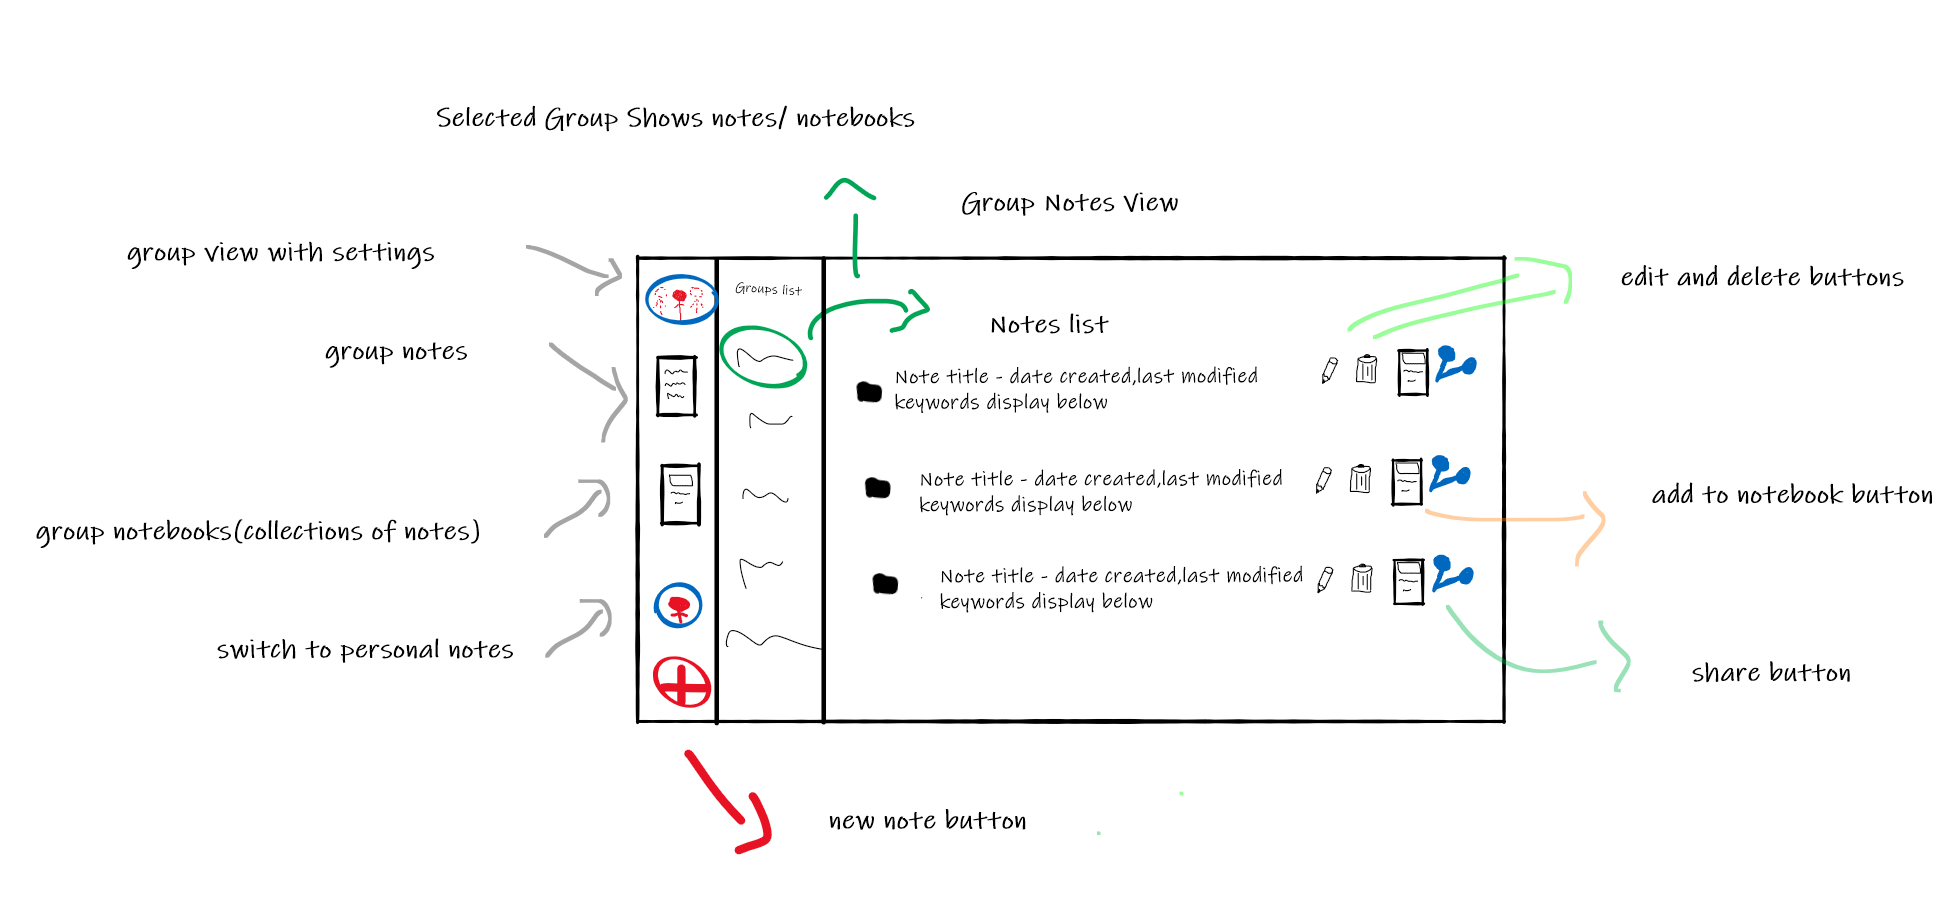 Selected Group Shows notes/ notebooks
Group Notes View
group view with settings
edit and delete buttons
Groups list
Notes list
group notes
Note title - date created,last modified
keywords display below
Note title - date created,last modified
keywords display below
add to notebook button
group notebooks(collections of notes)
Note title - date created,last modified
keywords display below
switch to personal notes
share button
new note button